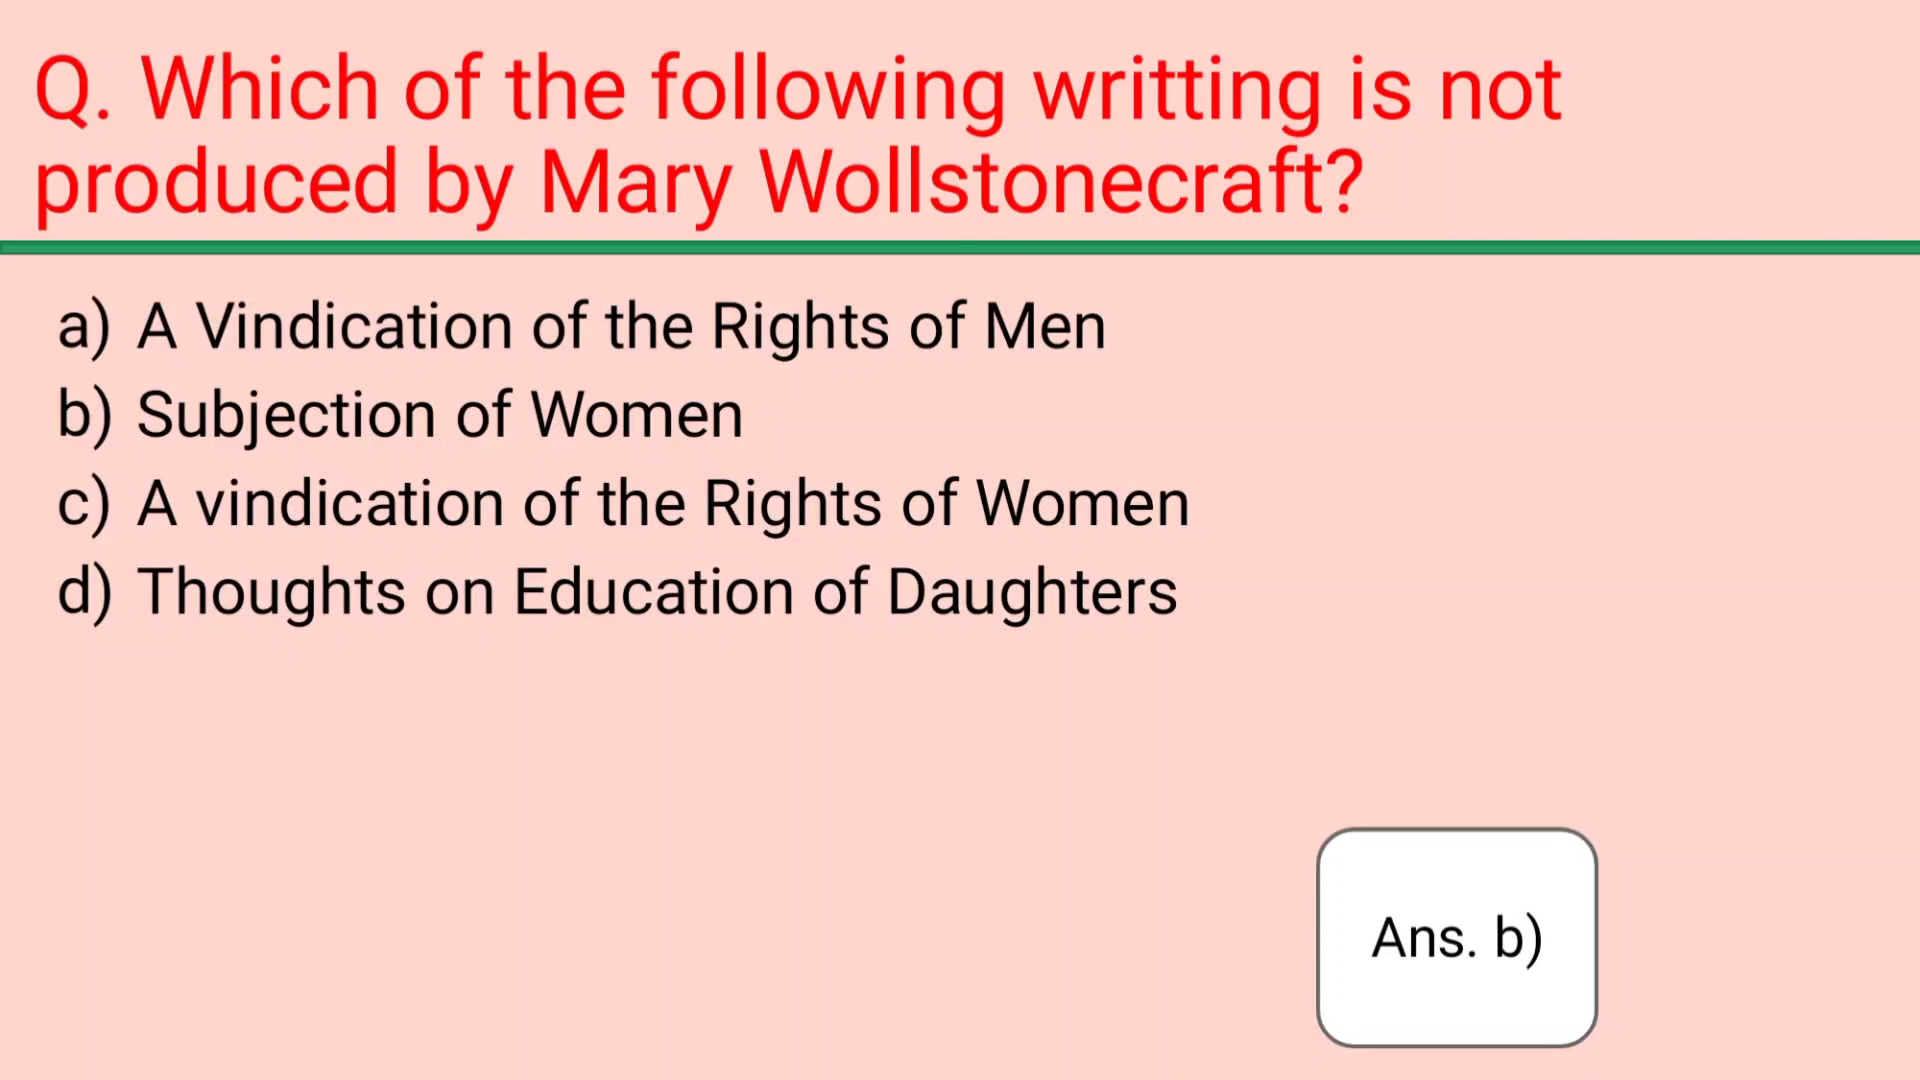 Q. Which of the following writting is not
produced by Mary Wollstonecraft?
a) A Vindication of the Rights of Men
b) Subjection of Women
c) A vindication of the Rights of Women
d) Thoughts on Education of Daughters
Ans. b)